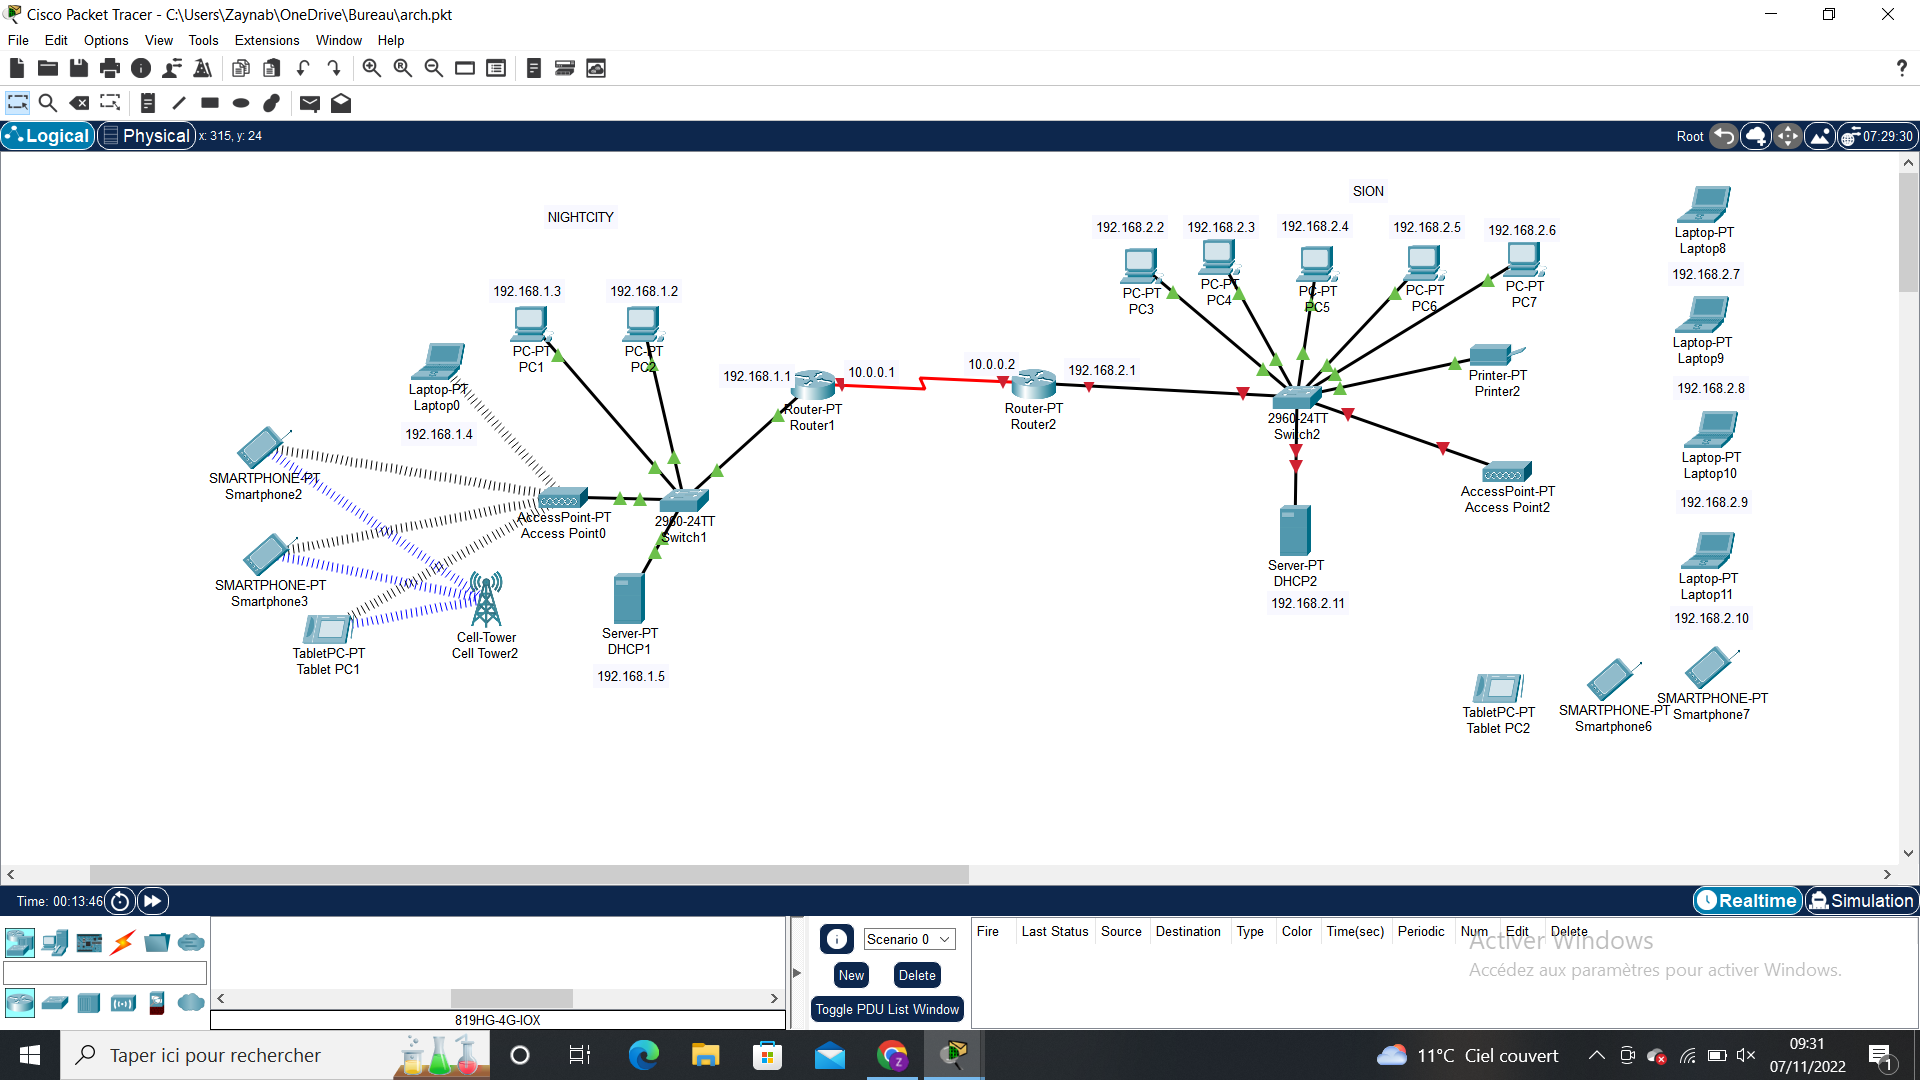 Cisco Packet Tracer - C:\Users\Zaynab\OneDrive\Bureau\arch.pkt
File Edit Options View Tools Extensions Window Help
?
Logical Physical x: 315, y: 24
Root 07:29:30
NIGHTCITY
SION
192.168.1.3
192.168.1.2
PC-PT
PC1
PC-PT
PC2
Laptop-PT
Laptop0
192.168.1.4
SMARTPHONE-PT
Smartphone2
SMARTPHONE-PT
Smartphone3
TabletPC-PT
Tablet PC1
Cell-Tower
Cell Tower2
AccessPoint-PT
Access Point0
2960-24TT
Switch1
Server-PT
DHCP1
192.168.1.5
192.168.1.1
Router-PT
Router1
10.0.0.1
10.0.0.2
Router-PT
Router2
192.168.2.1
192.168.2.2
192.168.2.3
192.168.2.4
192.168.2.5
192.168.2.6
PC-PT
PC3
PC-PT
PC4
PC-PT
PC5
PC-PT
PC6
PC-PT
PC7
Printer-PT
Printer2
2960-24TT
Switch2
AccessPoint-PT
Access Point2
Server-PT
DHCP2
192.168.2.11
Laptop-PT
Laptop8
192.168.2.7
Laptop-PT
Laptop9
192.168.2.8
Laptop-PT
Laptop10
192.168.2.9
Laptop-PT
Laptop11
192.168.2.10
TabletPC-PT
Tablet PC2
SMARTPHONE-PT
Smartphone6
SMARTPHONE-PT
Smartphone7
Time: 00:13:46
Realtime Simulation
819HG-4G-IOX
Scenario 0
New Delete
Toggle PDU List Window
Fire Last Status Source Destination Type Color Time(sec) Periodic Num Edit Delete
Activer Windows
Accédez aux paramètres pour activer Windows.
Taper ici pour rechercher
Z
11°C Ciel couvert
09:31
07/11/2022
1